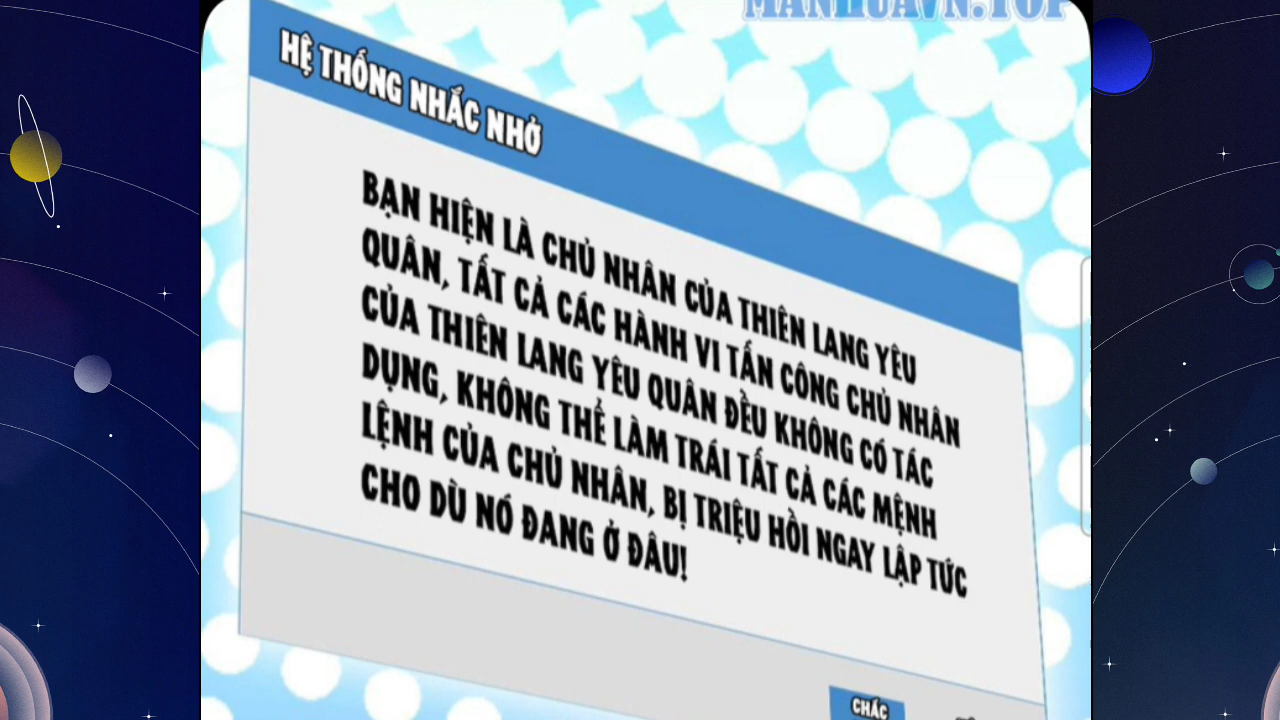 MANHUAVN.TOP
HỆ THỐNG NHẮC NHỞ
BẠN HIỆN LÀ CHỦ NHÂN CỦA THIÊN LANG YÊU
QUÂN, TẤT CẢ CÁC HÀNH VI TẤN CÔNG CHỦ NHÂN
CỦA THIÊN LANG YÊU QUÂN ĐỀU KHÔNG CÓ TÁC
DỤNG, KHÔNG THỂ LÀM TRÁI TẤT CẢ CÁC MỆNH
LỆNH CỦA CHỦ NHÂN, BỊ TRIỆU HỒI NGAY LẬP TỨC
CHO DÙ NÓ ĐANG Ở ĐÂU!
CHẮC